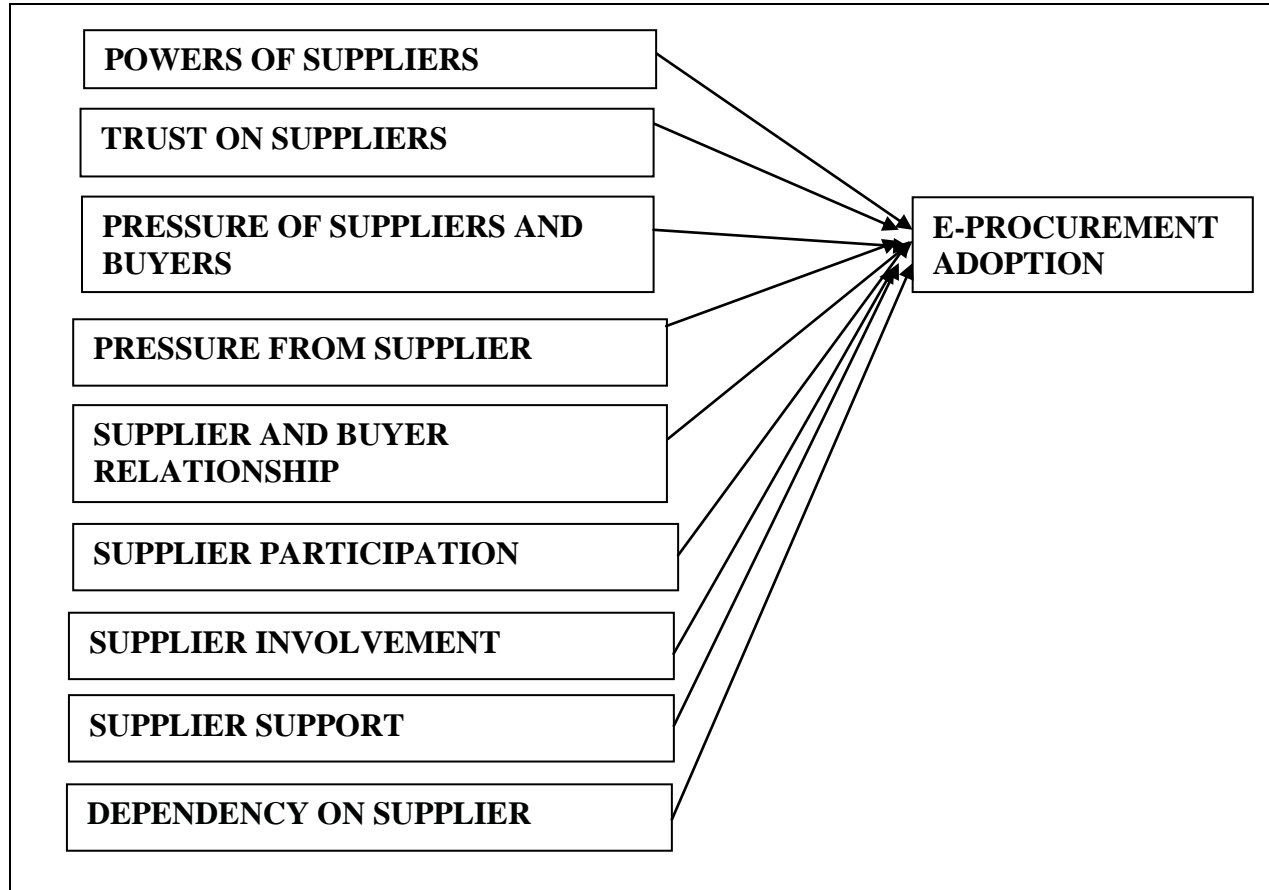 POWERS OF SUPPLIERS
TRUST ON SUPPLIERS
PRESSURE OF SUPPLIERS AND
BUYERS
PRESSURE FROM SUPPLIER
SUPPLIER AND BUYER
RELATIONSHIP
SUPPLIER PARTICIPATION
SUPPLIER INVOLVEMENT
SUPPLIER SUPPORT
DEPENDENCY ON SUPPLIER
E-PROCUREMENT
ADOPTION